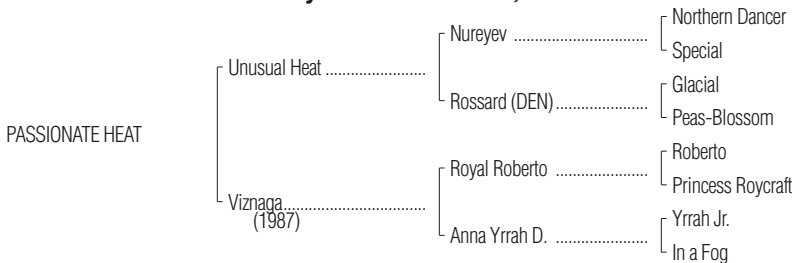 Northern Dancer
Nureyev ........................................
Special
Unusual Heat ........................
Glacial
Rossard (DEN) ......................
Peas-Blossom
PASSIONATE HEAT
Roberto
Royal Roberto ......................
Princess Roycraft
Viznaga..................................
(1987)
Yrrah Jr.
Anna Yrrah D. ......................
In a Fog